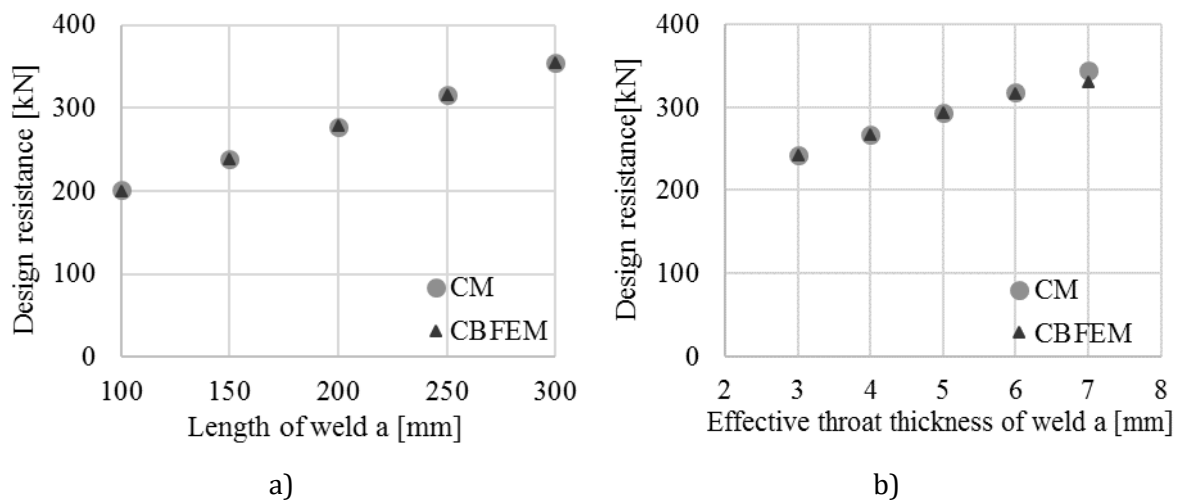 400
300
200
100
0
Design resistance [kN]
CM
CBFEM
100 150 200 250 300
Length of weld a [mm]
a)
400
300
200
100
0
Design resistance[kN]
CM
CBFEM
2 3 4 5 6 7 8
Effective throat thickness of weld a [mm]
b)